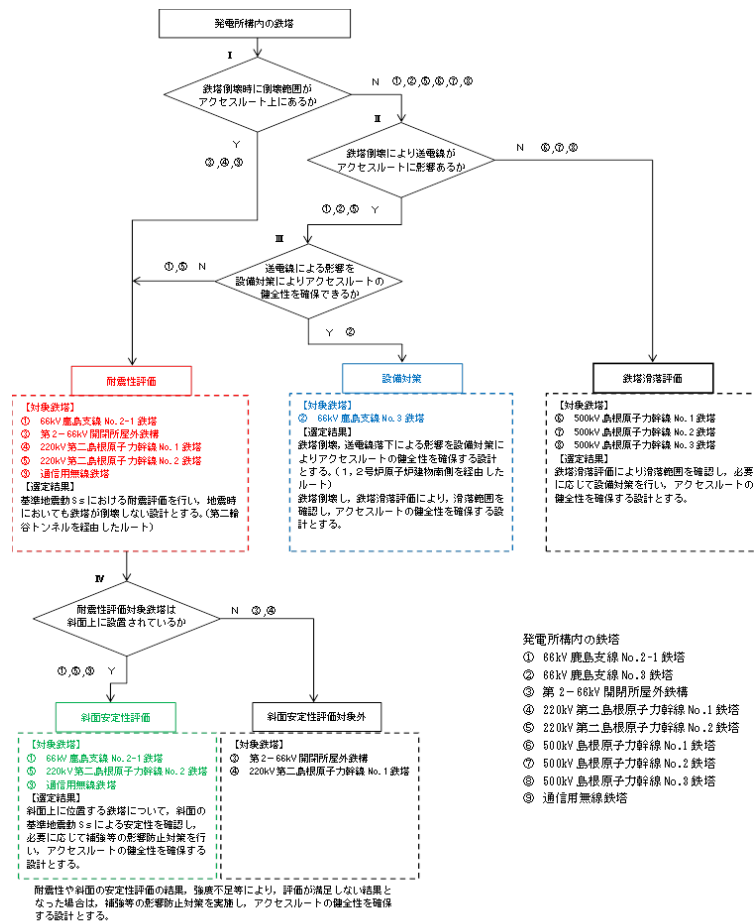 発電所構内の鉄塔
Ⅰ
鉄塔倒壊時に倒壊範囲が
アクセスルート上にあるか
N ①,②,⑤,⑥,⑦,⑧
Y
③,④,⑨
Ⅱ
鉄塔倒壊により送電線が
アクセスルートに影響あるか
N ⑥,⑦,⑧
①,②,⑤ Y
Ⅲ
送電線による影響を
設備対策によりアクセスルートの
健全性を確保できるか
①,⑤ N
Y ②
耐震性評価
【対象鉄塔】
① 66kV 鹿島支線 No.2-1 鉄塔
③ 第2-66kV 開閉所屋外鉄構
④ 220kV 第二島根原子力幹線 No.1 鉄塔
⑤ 220kV 第二島根原子力幹線 No.2 鉄塔
⑨ 通信用無線鉄塔
【選定結果】
基準地震動Ssにおける耐震評価を行い,地震時
においても鉄塔が倒壊しない設計とする。(第二輪
谷トンネルを経由したルート)
設備対策
【対象鉄塔】
② 66kV 鹿島支線 No.3 鉄塔
【選定結果】
鉄塔倒壊,送電線落下による影響を設備対策によ
りアクセスルートの健全性を確保する設計
とする。(1,2号炉原子炉建物南側を経由した
ルート)
鉄塔倒壊し,鉄塔滑落評価により,滑落範囲を
確認し,アクセスルートの健全性を確保する設
計とする。
鉄塔滑落評価
【対象鉄塔】
⑥ 500kV 島根原子力幹線 No.1 鉄塔
⑦ 500kV 島根原子力幹線 No.2 鉄塔
⑧ 500kV 島根原子力幹線 No.3 鉄塔
【選定結果】
鉄塔滑落評価により滑落範囲を確認し,必要
に応じて設備対策を行い,アクセスルートの健
全性を確保する設計とする。
Ⅳ
耐震性評価対象鉄塔は
斜面上に設置されているか
N ③,④
①,⑤,⑨ Y
斜面安定性評価
【対象鉄塔】
① 66kV 鹿島支線 No.2-1 鉄塔
⑤ 220kV 第二島根原子力幹線 No.2 鉄塔
⑨ 通信用無線鉄塔
【選定結果】
斜面上に位置する鉄塔について,斜面の
基準地震動Ssによる安定性を確認し,
必要に応じて補強等の影響防止対策を行
い,アクセスルートの健全性を確保する
設計とする。
斜面安定性評価対象外
【対象鉄塔】
③ 第2-66kV 開閉所屋外鉄構
④ 220kV 第二島根原子力幹線 No.1 鉄塔
発電所構内の鉄塔
① 66kV 鹿島支線 No.2-1 鉄塔
② 66kV 鹿島支線 No.3 鉄塔
③ 第2-66kV 開閉所屋外鉄構
④ 220kV 第二島根原子力幹線 No.1 鉄塔
⑤ 220kV 第二島根原子力幹線 No.2 鉄塔
⑥ 500kV 島根原子力幹線 No.1 鉄塔
⑦ 500kV 島根原子力幹線 No.2 鉄塔
⑧ 500kV 島根原子力幹線 No.3 鉄塔
⑨ 通信用無線鉄塔
耐震性や斜面の安定性評価の結果,強度不足等により,評価が満足しない結果と
なった場合は,補強等の影響防止対策を実施し,アクセスルートの健全性を確保
する設計とする。